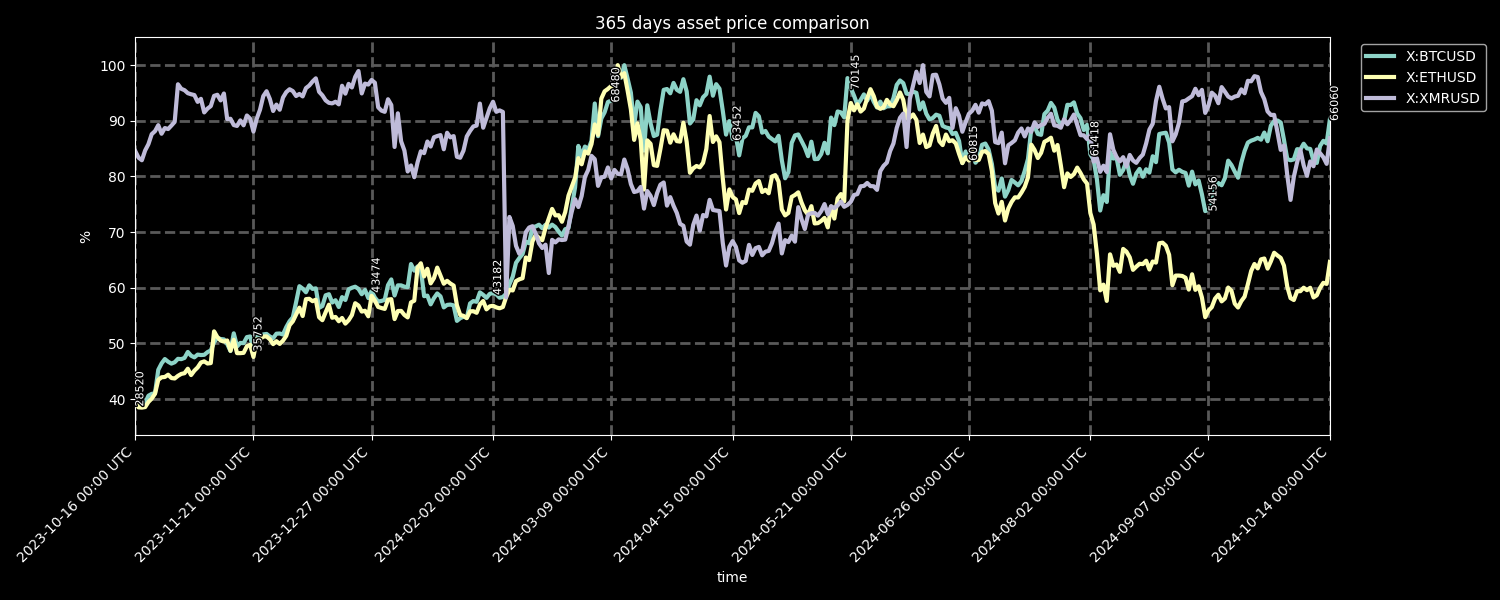 365 days asset price comparison
X:BTCUSD
X:ETHUSD
X:XMRUSD
%
100
90
80
70
60
50
40
28520
35752
43474
43182
68480
63452
70145
60815
61418
54156
66060
2023-10-16 00:00 UTC
2023-11-21 00:00 UTC
2023-12-27 00:00 UTC
2024-02-02 00:00 UTC
2024-03-09 00:00 UTC
2024-04-15 00:00 UTC
2024-05-21 00:00 UTC
2024-06-26 00:00 UTC
2024-08-02 00:00 UTC
2024-09-07 00:00 UTC
2024-10-14 00:00 UTC
time